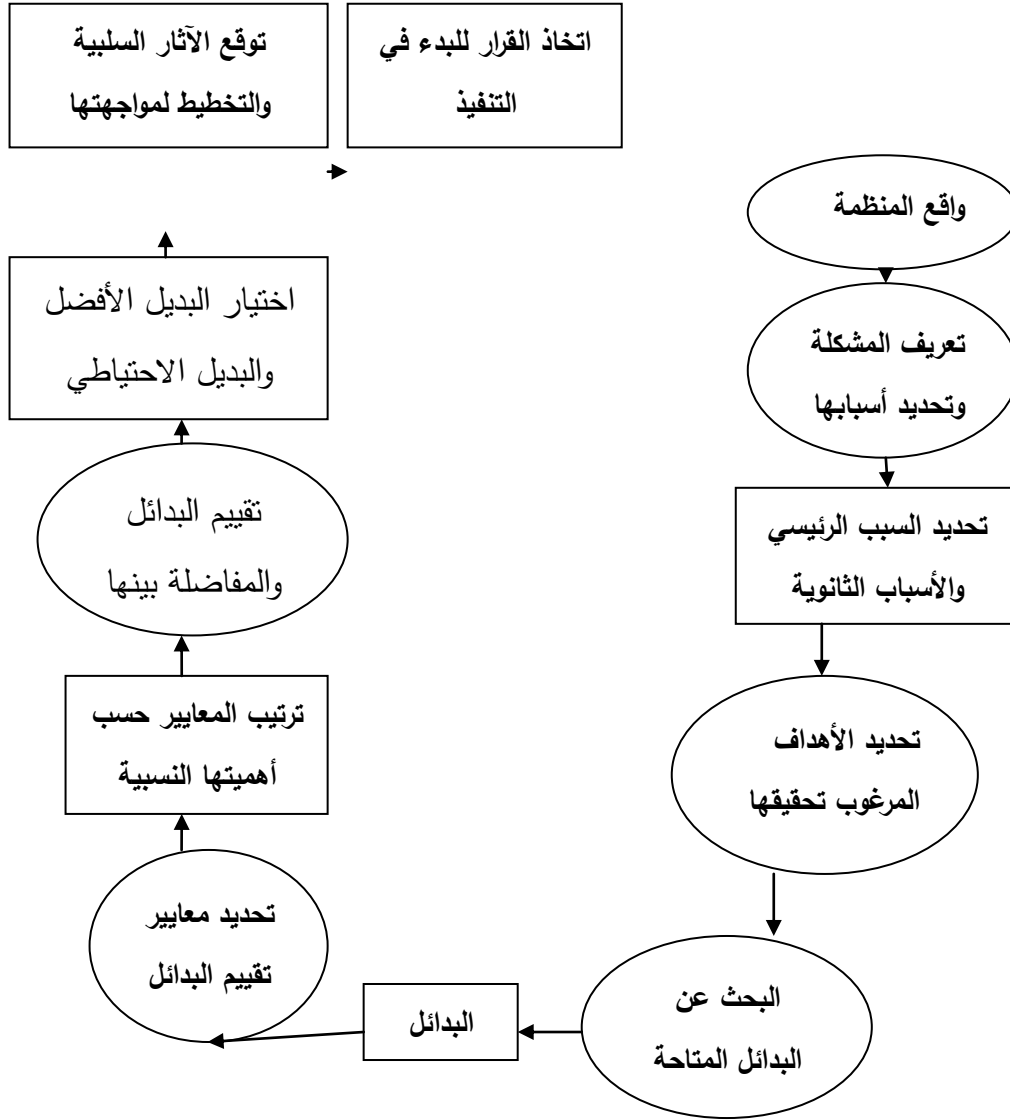 توقع الآثار السلبية
والتخطيط لمواجهتها
اتخاذ القرار للبدء في
التنفيذ
واقع المنظمة
تعريف المشكلة
وتحديد أسبابها
تحديد السبب الرئيسي
والأسباب الثانوية
تحديد الأهداف
المرغوب تحقيقها
البحث عن
البدائل المتاحة
البدائل
تحديد معايير
تقييم البدائل
ترتيب المعايير حسب
أهميتها النسبية
تقييم البدائل
والمفاضلة بينها
اختيار البديل الأفضل
والبديل الاحتياطي